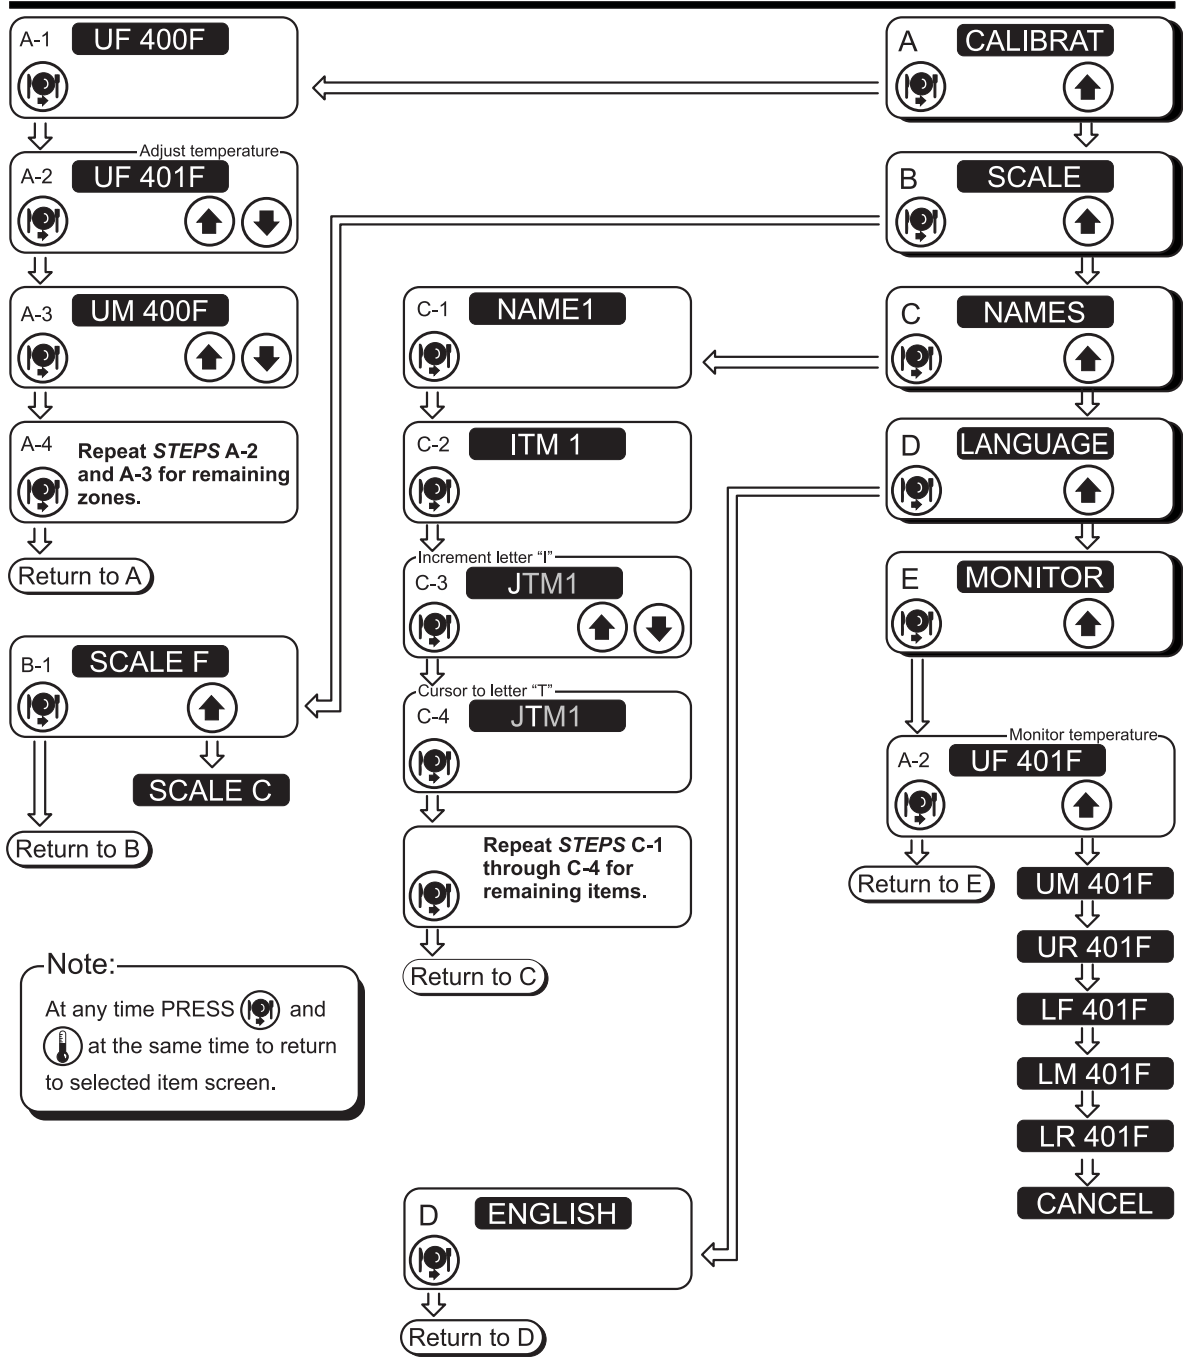 A-1 UF 400F
Adjust temperature
A-2 UF 401F
A-3 UM 400F
A-4
Repeat STEPS A-2
and A-3 for remaining
zones.
Return to A
B-1 SCALE F
SCALE C
Return to B
Note:
At any time PRESS and
at the same time to return
to selected item screen.
C-1 NAME1
C-2 ITM 1
Increment letter “I”
C-3 JTM1
Cursor to letter “T”
C-4 JTM1
Repeat STEPS C-1
through C-4 for
remaining items.
Return to C
D ENGLISH
Return to D
A CALIBRAT
B SCALE
C NAMES
D LANGUAGE
E MONITOR
Monitor temperature
A-2 UF 401F
Return to E
UM 401F
UR 401F
LF 401F
LM 401F
LR 401F
CANCEL